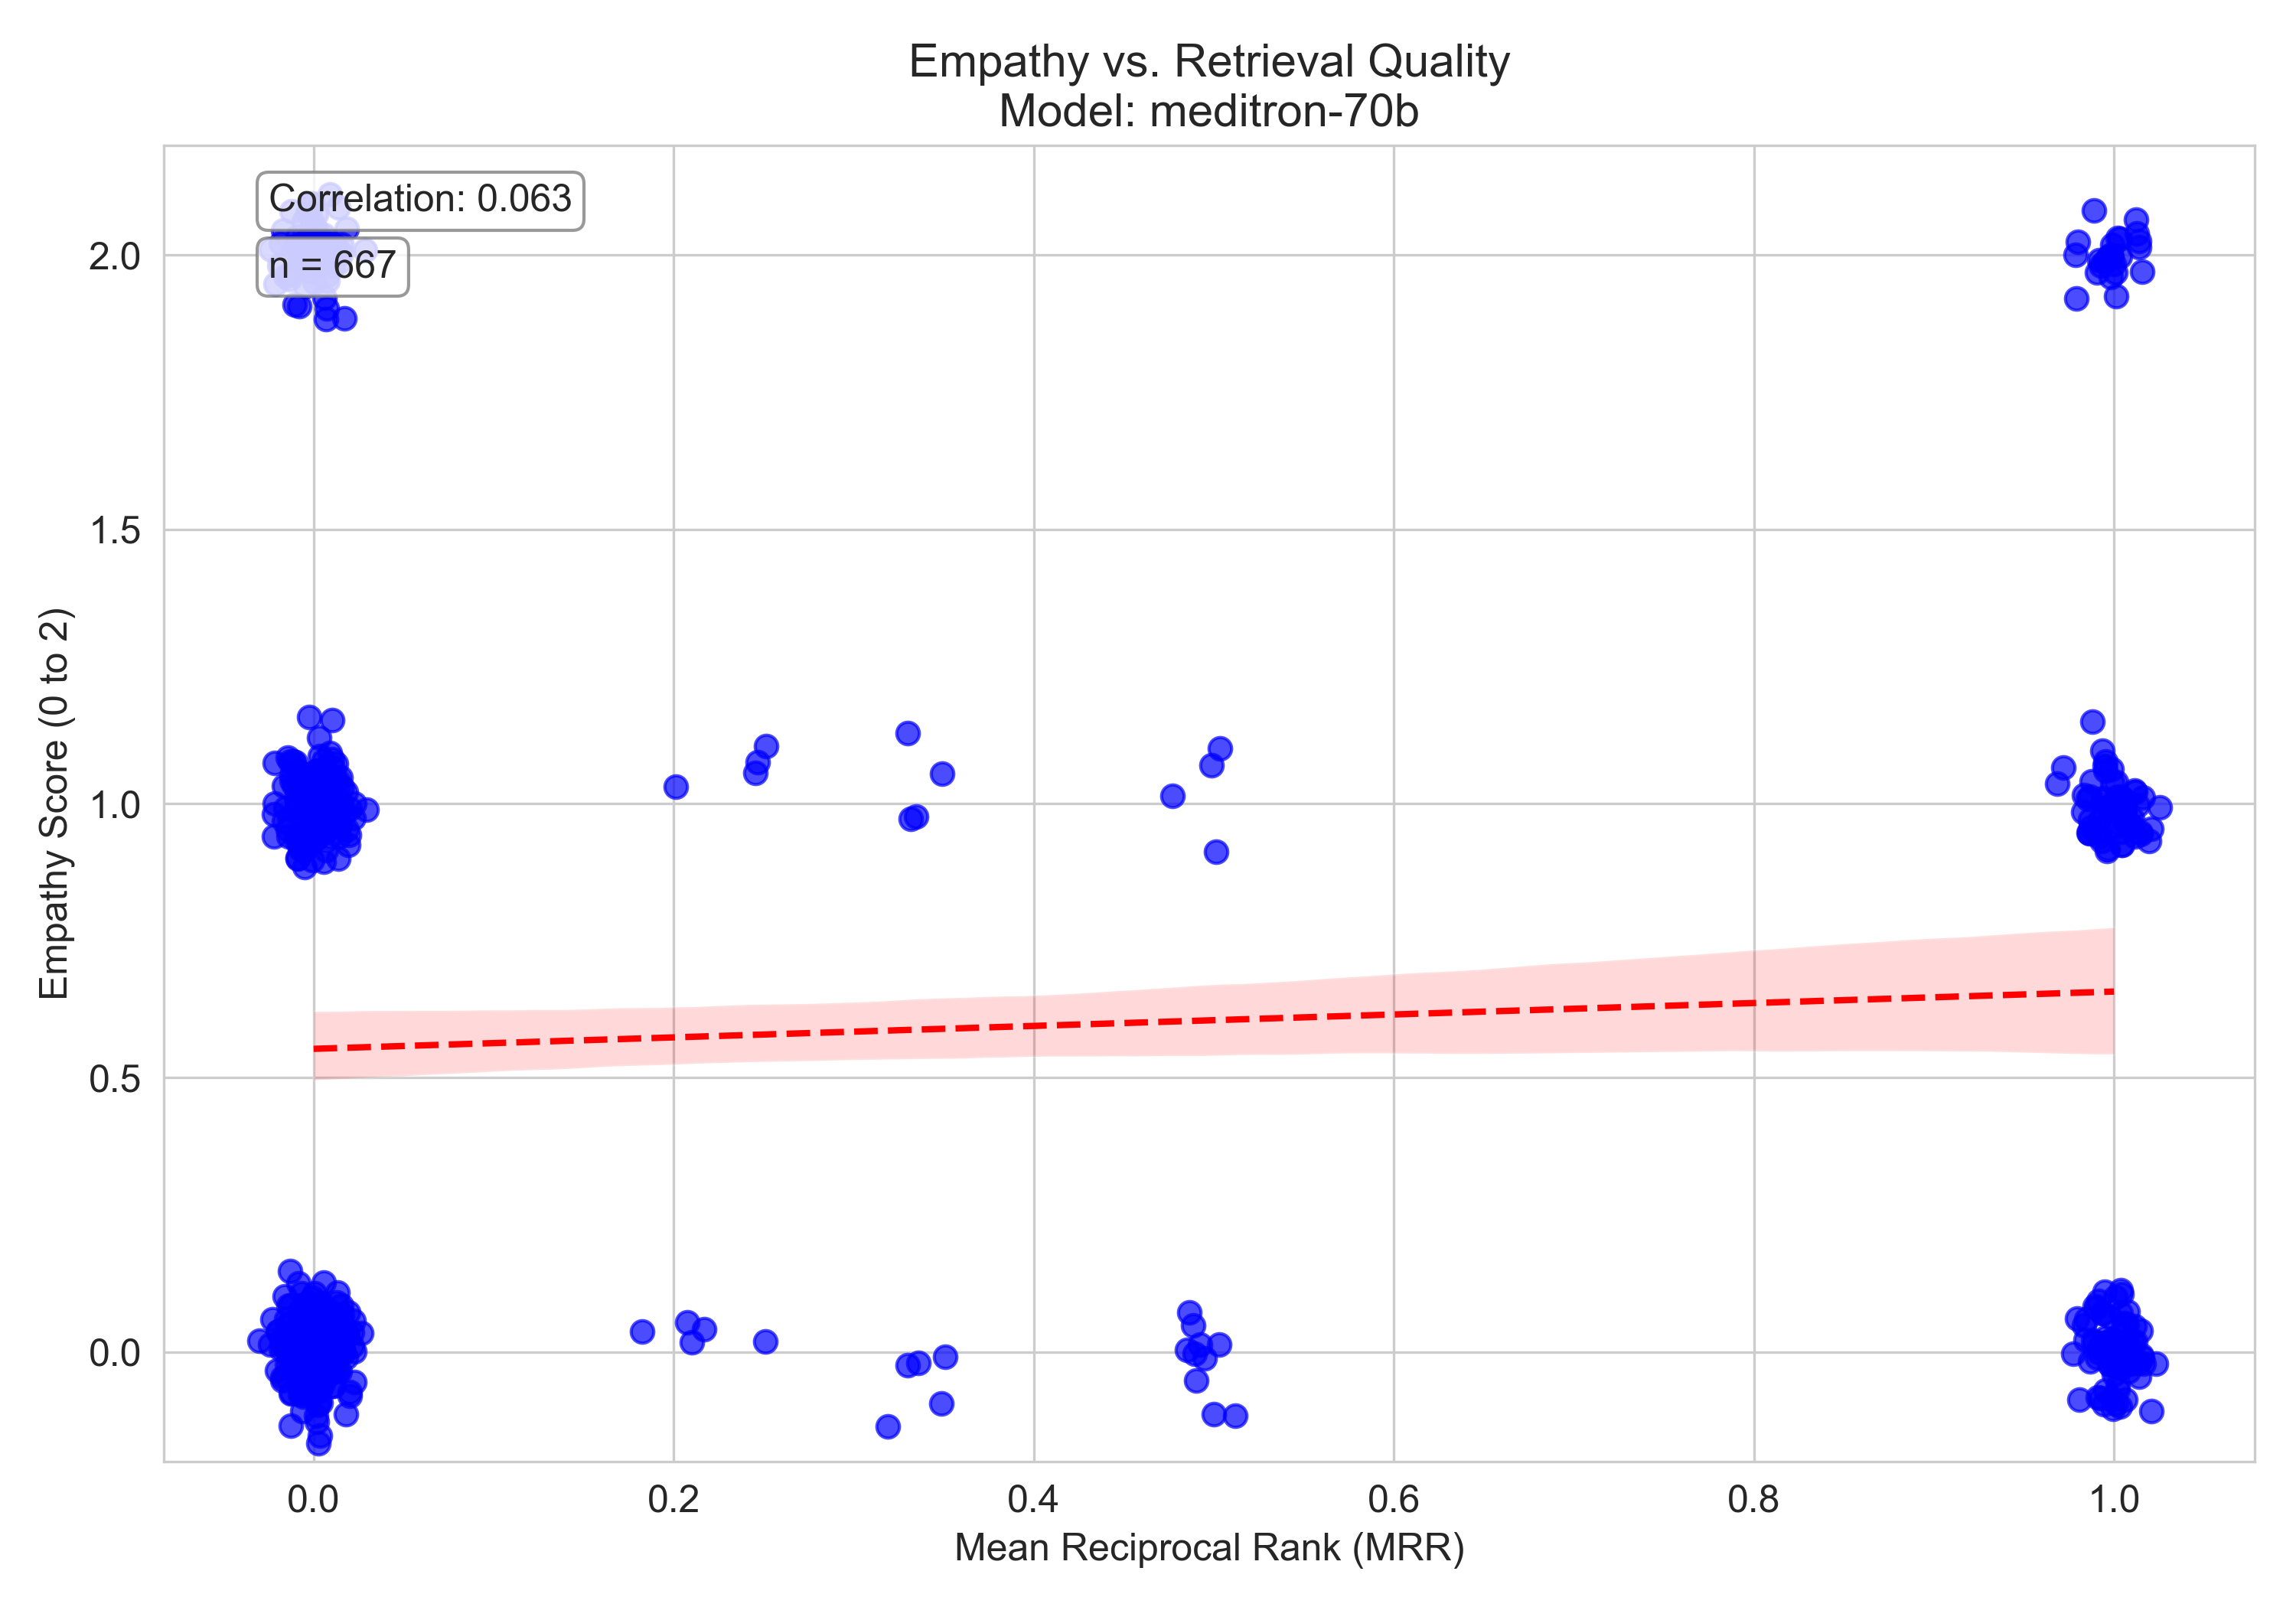 Empathy vs. Retrieval Quality
Model: meditron-70b
Correlation: 0.063
n = 667
Empathy Score (0 to 2)
2.0
1.5
1.0
0.5
0.0
0.0 0.2 0.4 0.6 0.8 1.0
Mean Reciprocal Rank (MRR)